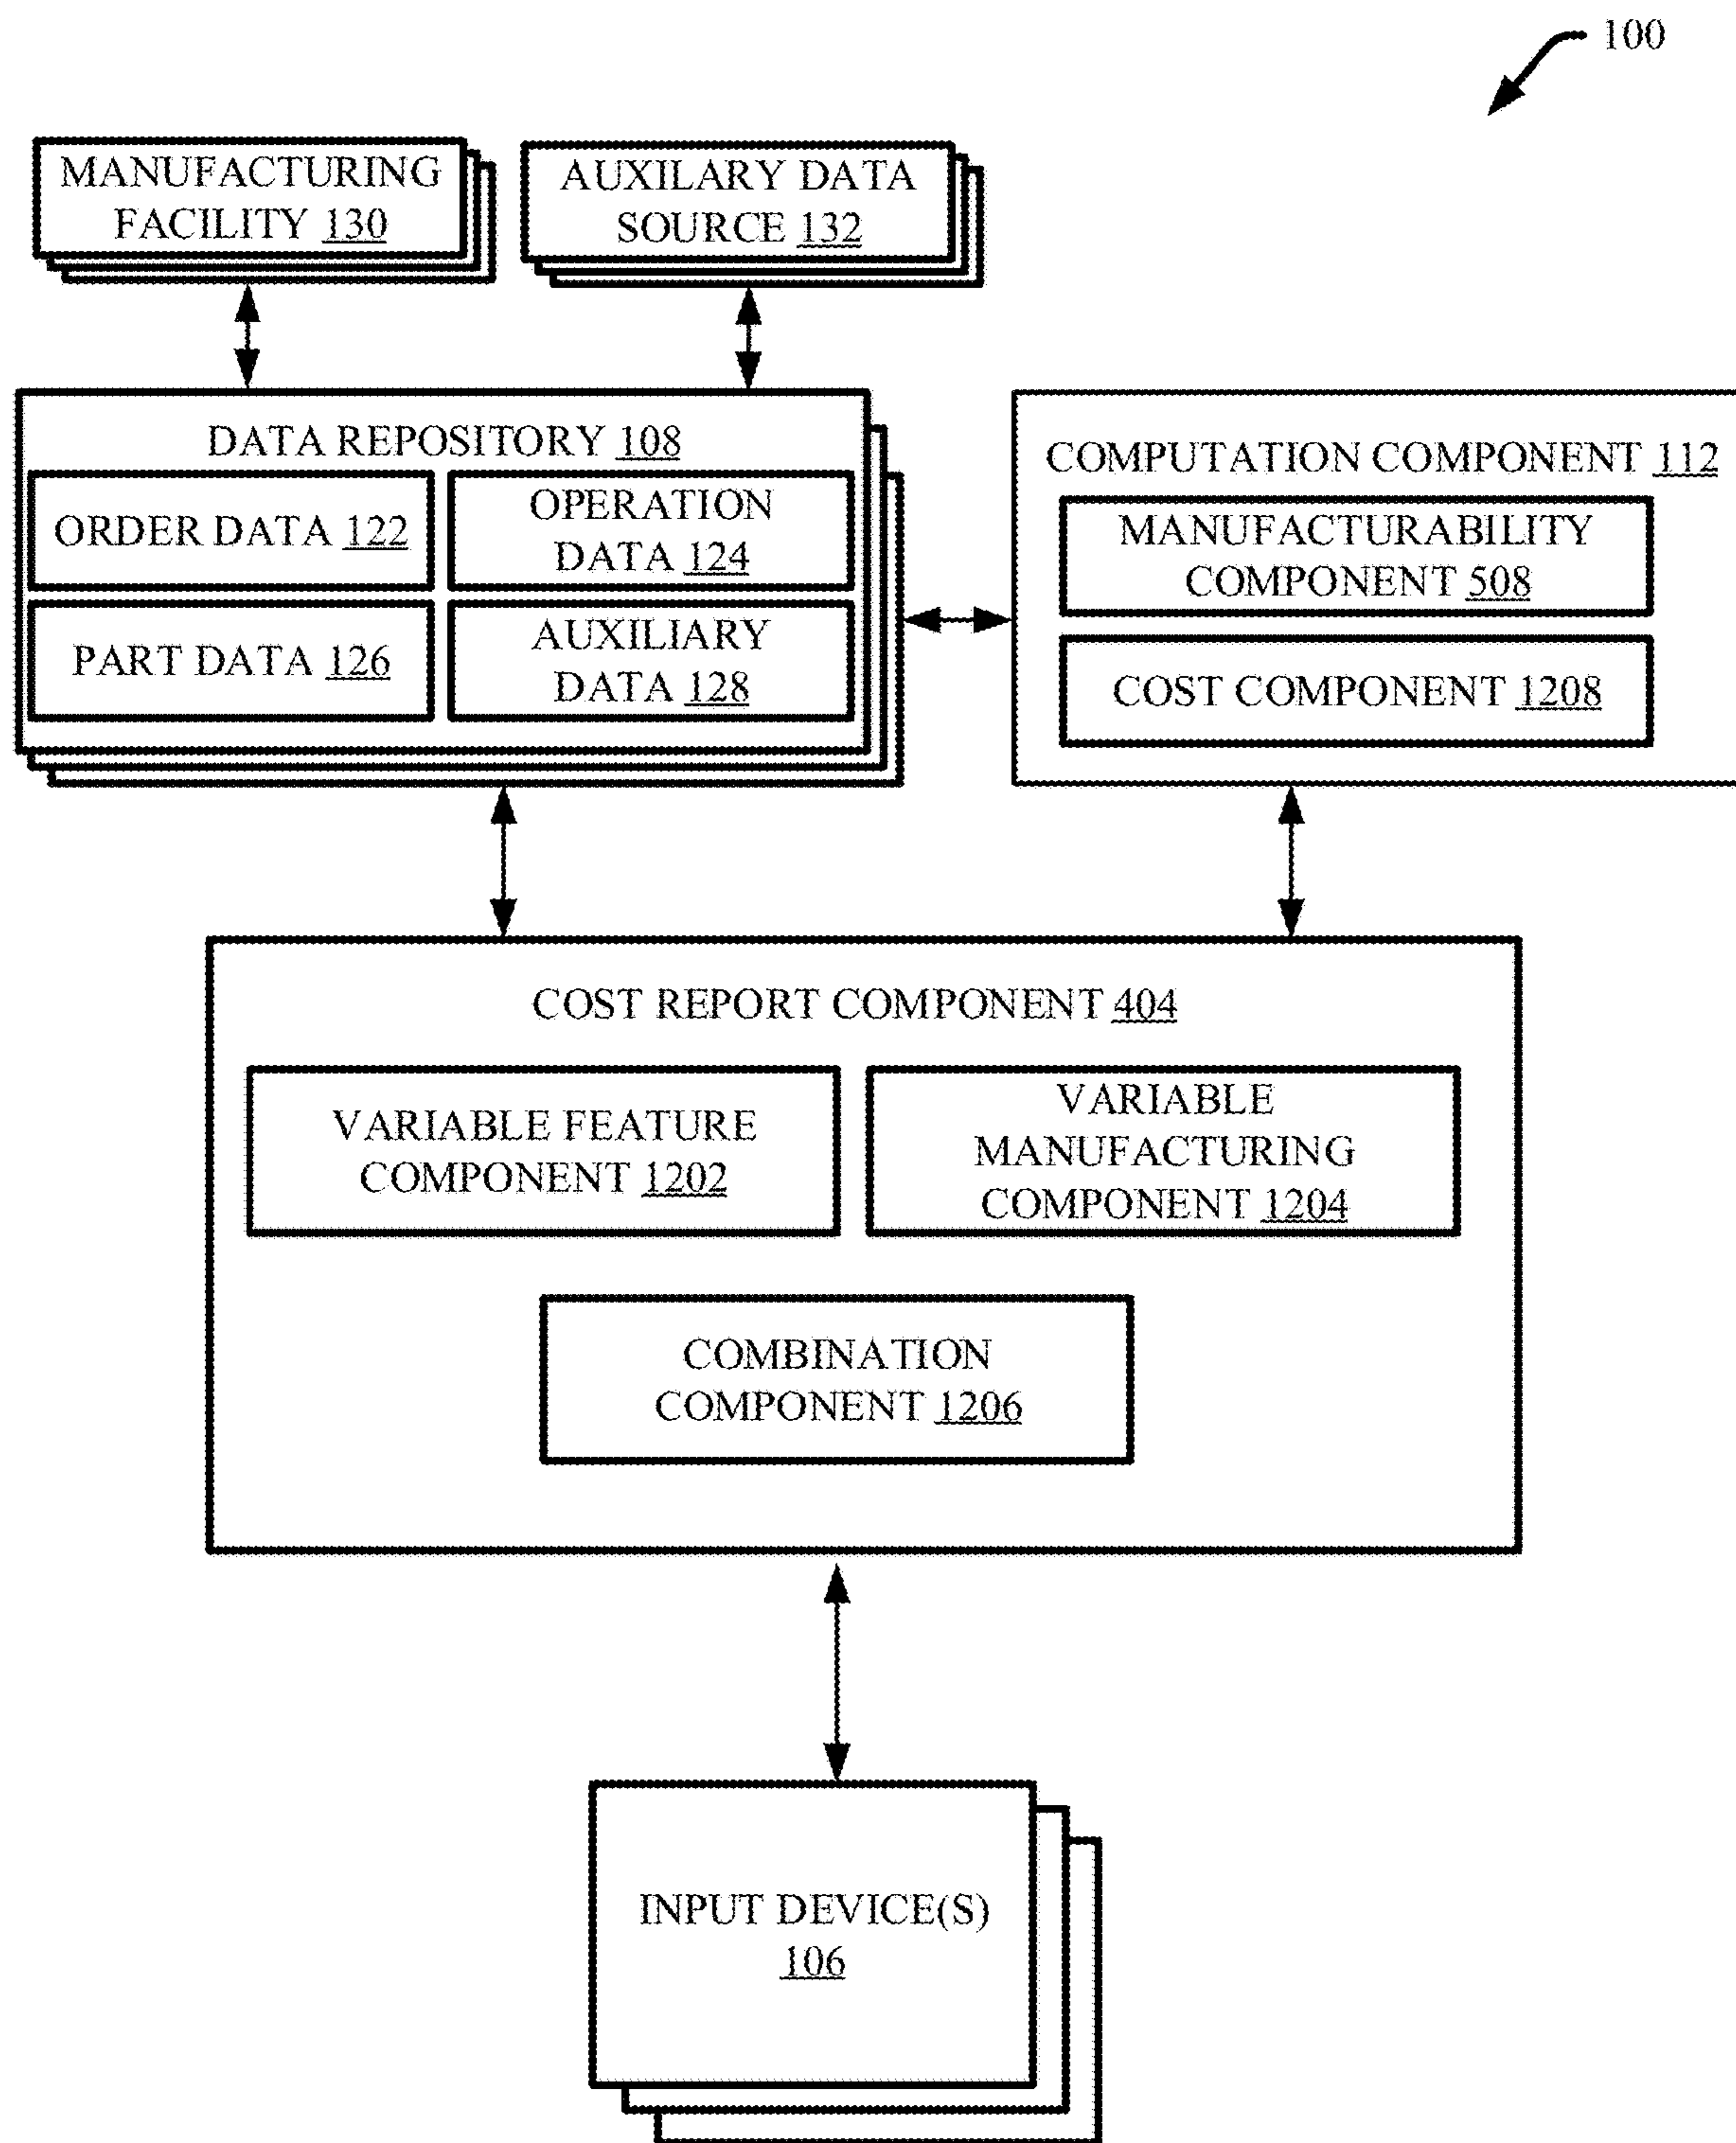 100
MANUFACTURING
FACILITY 130
AUXILARY DATA
SOURCE 132
DATA REPOSITORY 108
ORDER DATA 122
OPERATION
DATA 124
PART DATA 126
AUXILIARY
DATA 128
COMPUTATION COMPONENT 112
MANUFACTURABILITY
COMPONENT 508
COST COMPONENT 1208
COST REPORT COMPONENT 404
VARIABLE FEATURE
COMPONENT 1202
VARIABLE
MANUFACTURING
COMPONENT 1204
COMBINATION
COMPONENT 1206
INPUT DEVICE(S)
106